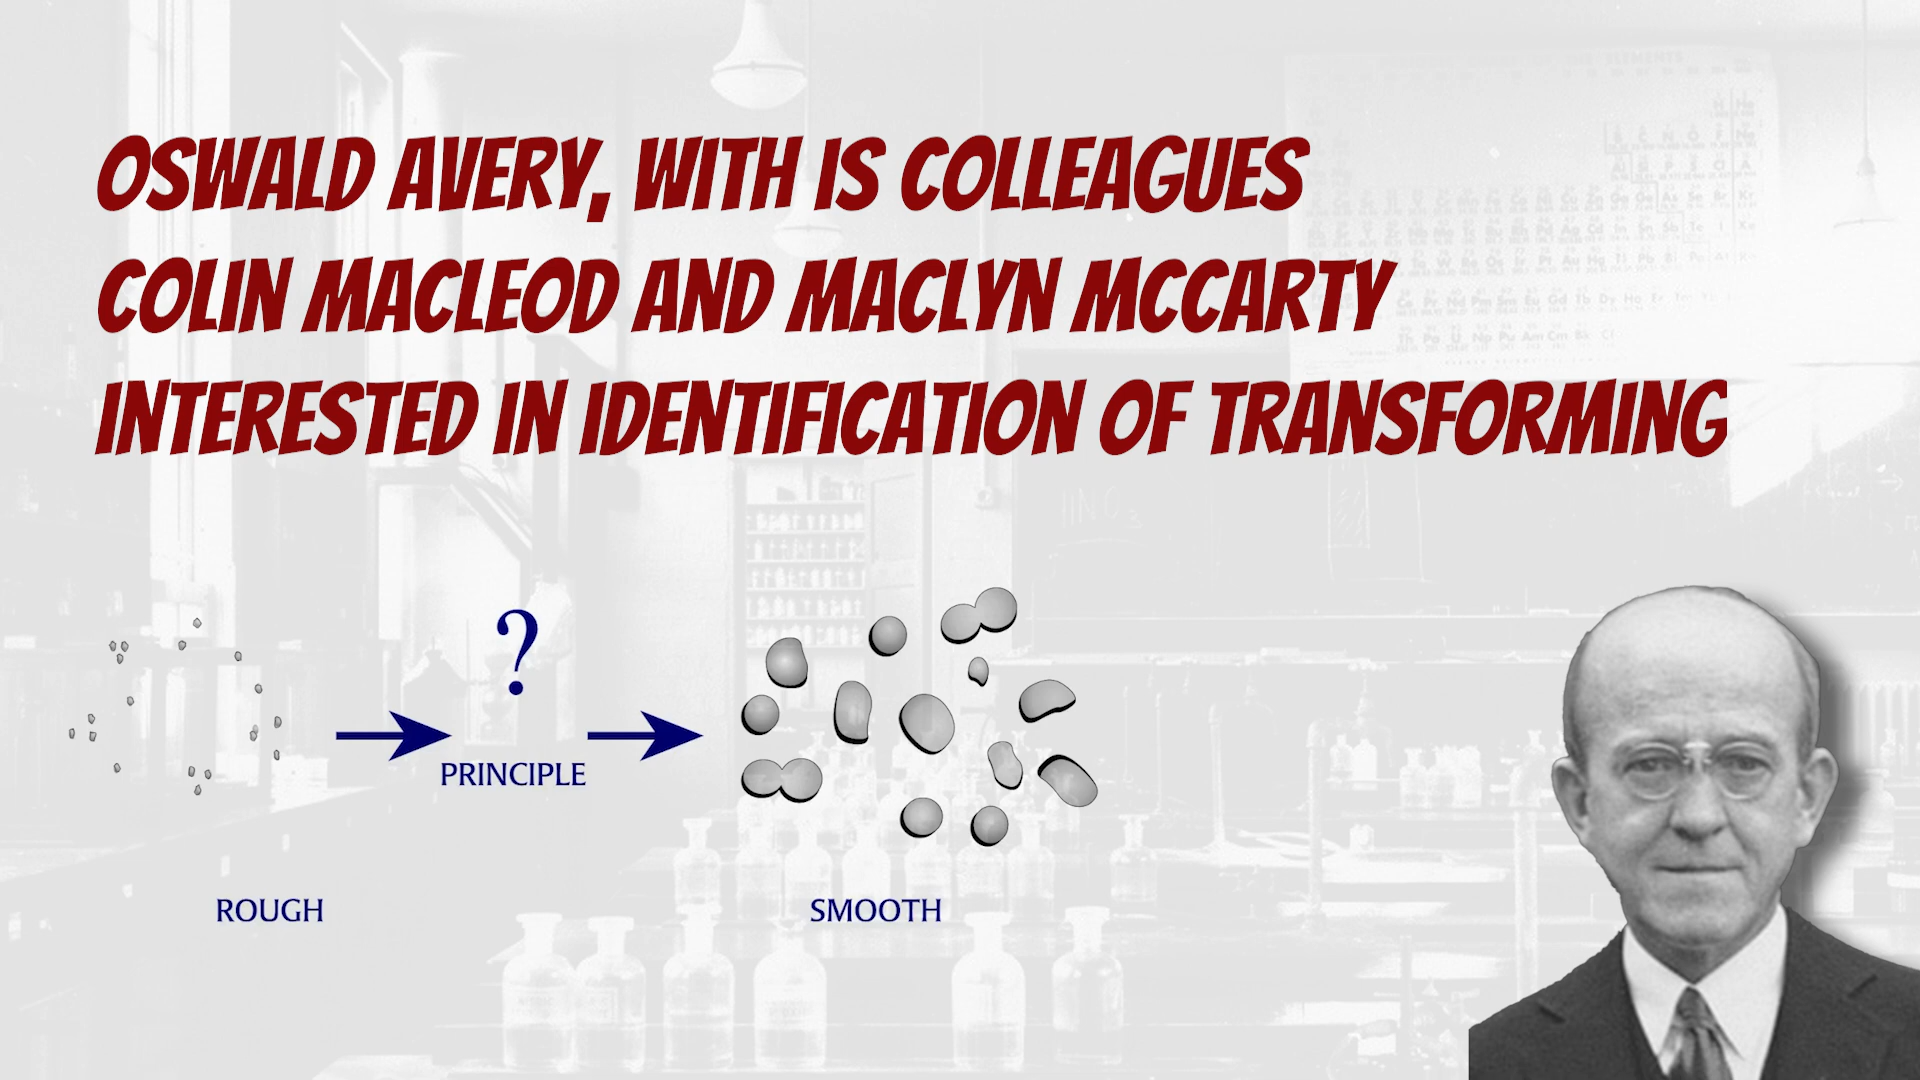 OSWALD AVERY, WITH IS COLLEAGUES
COLIN MACLEOD AND MACLYN MCCARTY
INTERESTED IN IDENTIFICATION OF TRANSFORMING
?
PRINCIPLE
ROUGH
SMOOTH